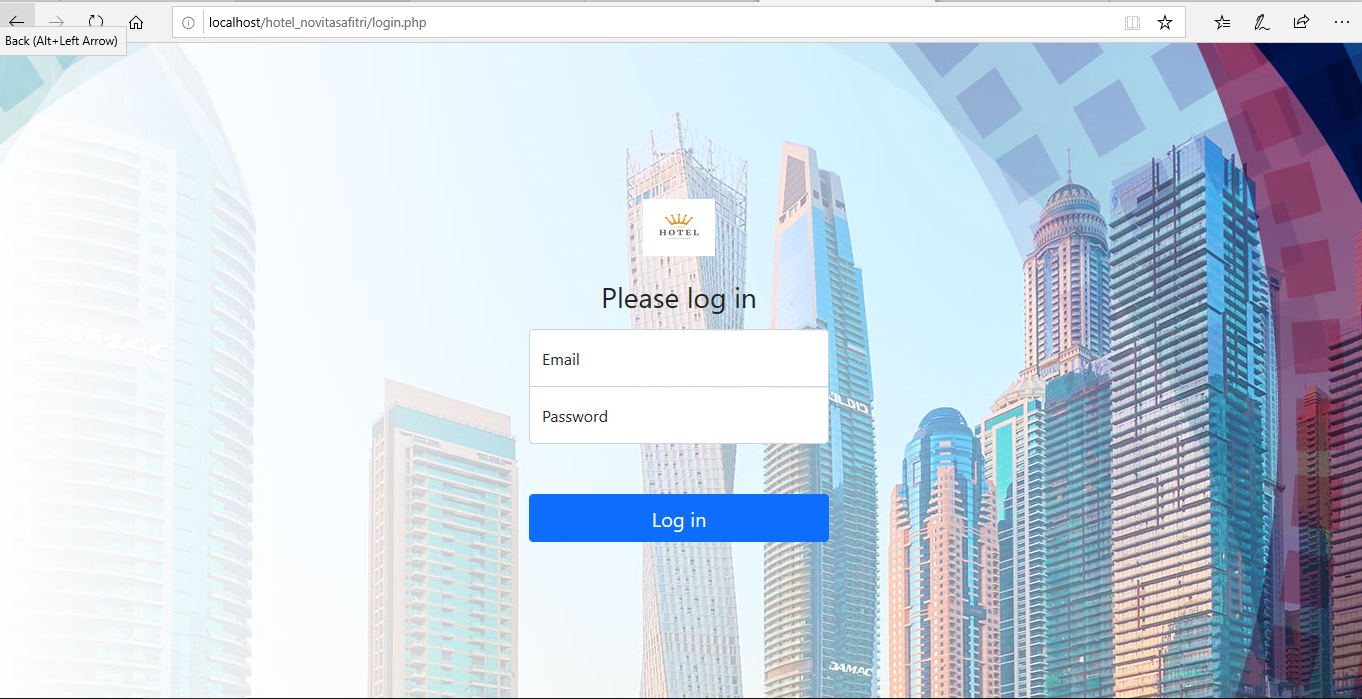 localhost/hotel_novitasafitri/login.php
Back (Alt+Left Arrow)
HOTEL
Please log in
DAMAC
Email
Password
Log in
DAMAC